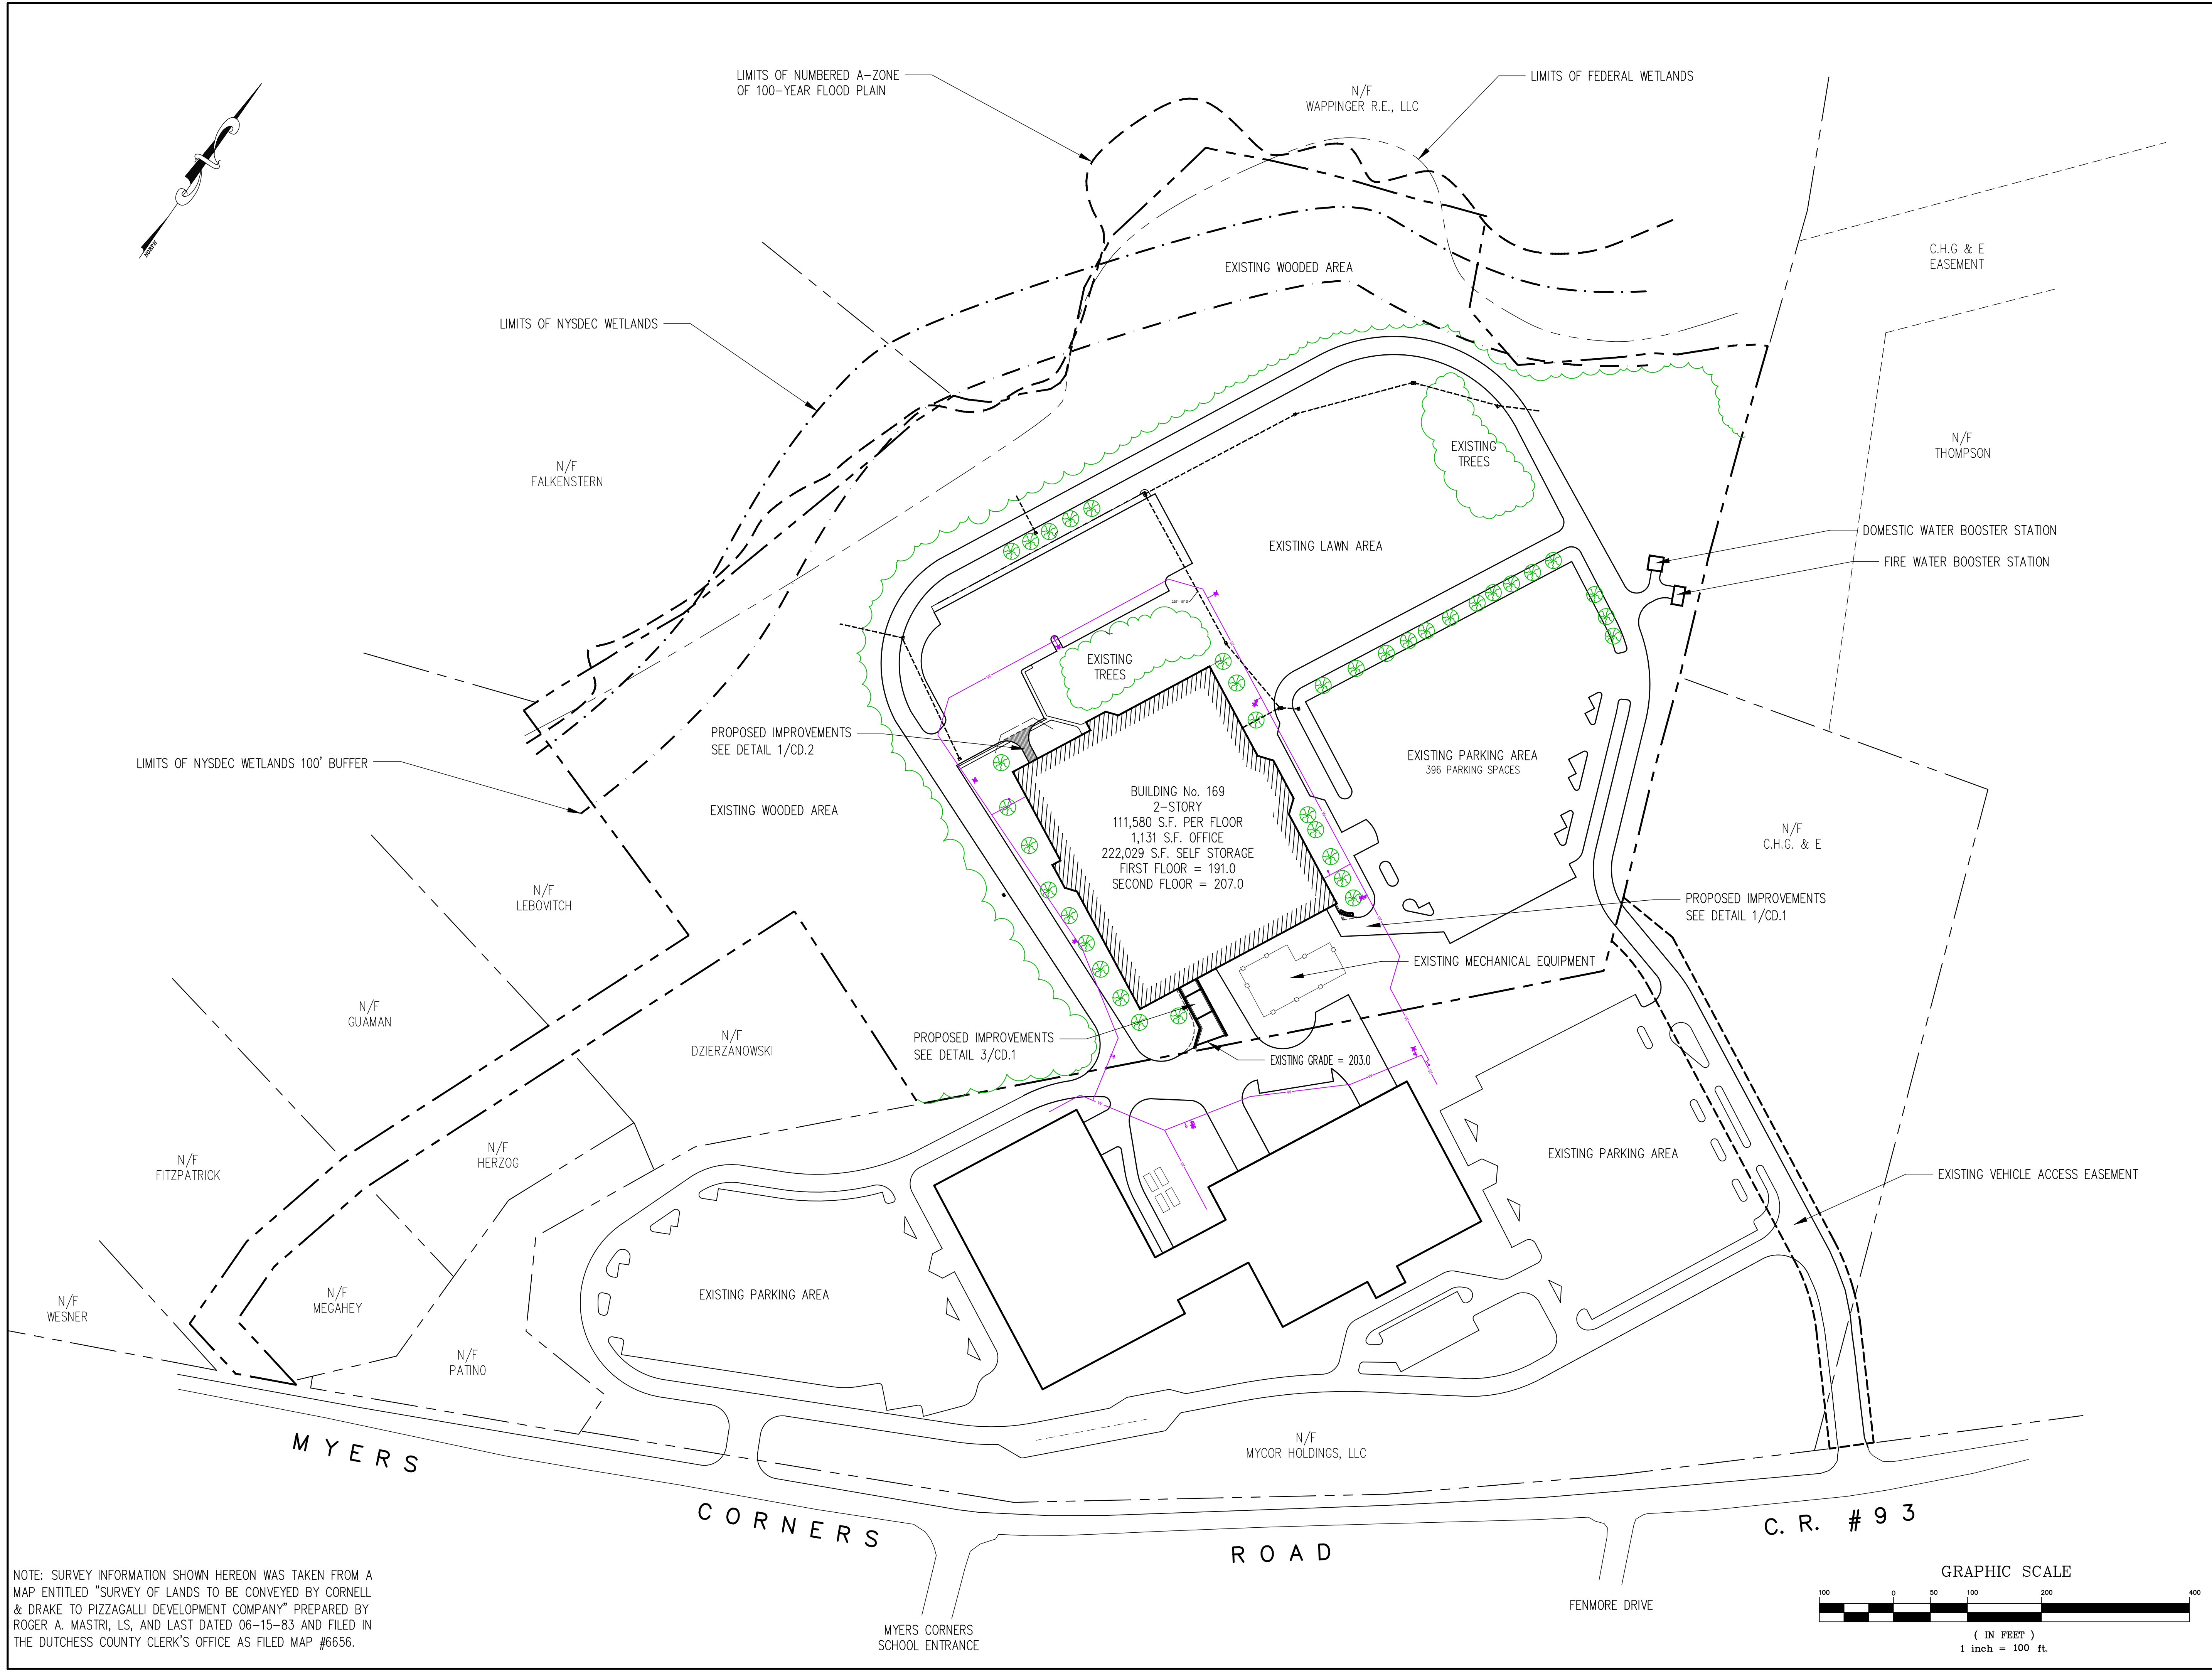 LIMITS OF NUMBERED A-ZONE
OF 100-YEAR FLOOD PLAIN
LIMITS OF FEDERAL WETLANDS
N/F
WAPPINGER R.E., LLC
NORTH
C.H.G & E
EASEMENT
EXISTING WOODED AREA
LIMITS OF NYSDEC WETLANDS
N/F
FALKENSTERN
EXISTING
TREES
N/F
THOMPSON
DOMESTIC WATER BOOSTER STATION
FIRE WATER BOOSTER STATION
EXISTING LAWN AREA
EXISTING
TREES
PROPOSED IMPROVEMENTS
SEE DETAIL 1/CD.2
LIMITS OF NYSDEC WETLANDS 100' BUFFER
EXISTING WOODED AREA
EXISTING PARKING AREA
396 PARKING SPACES
BUILDING No. 169
2-STORY
111,580 S.F. PER FLOOR
1,131 S.F. OFFICE
222,029 S.F. SELF STORAGE
FIRST FLOOR = 191.0
SECOND FLOOR = 207.0
N/F
C.H.G. & E
N/F
LEBOVITCH
PROPOSED IMPROVEMENTS
SEE DETAIL 1/CD.1
EXISTING MECHANICAL EQUIPMENT
N/F
GUAMAN
N/F
DZIERZANOWSKI
PROPOSED IMPROVEMENTS
SEE DETAIL 3/CD.1
EXISTING GRADE = 203.0
N/F
HERZOG
N/F
FITZPATRICK
EXISTING PARKING AREA
EXISTING VEHICLE ACCESS EASEMENT
N/F
WESNER
N/F
MEGAHEY
EXISTING PARKING AREA
N/F
PATINO
N/F
MYCOR HOLDINGS, LLC
MYERS
CORNERS
ROAD
C. R. #93
NOTE: SURVEY INFORMATION SHOWN HEREON WAS TAKEN FROM A
MAP ENTITLED "SURVEY OF LANDS TO BE CONVEYED BY CORNELL
& DRAKE TO PIZZAGALLI DEVELOPMENT COMPANY" PREPARED BY
ROGER A. MASTRI, LS, AND LAST DATED 06-15-83 AND FILED IN
THE DUTCHESS COUNTY CLERK'S OFFICE AS FILED MAP #6656.
MYERS CORNERS
SCHOOL ENTRANCE
FENMORE DRIVE
GRAPHIC SCALE
100 0 50 100 200 400
( IN FEET )
1 inch = 100 ft.